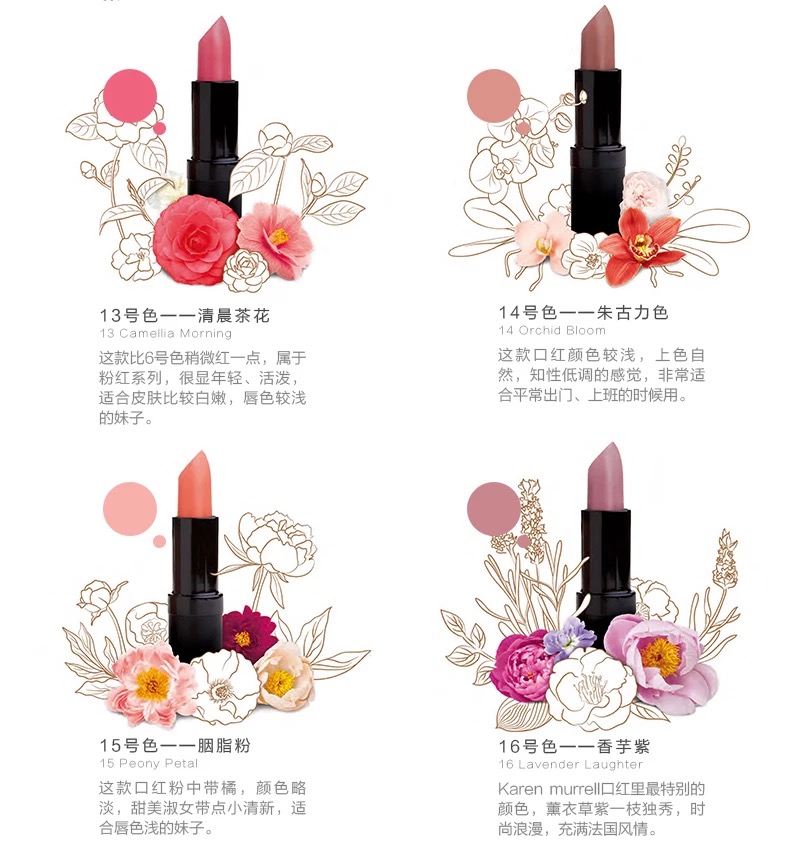 13号色一一清晨茶花
13 Camellia Morning
这款比6号色稍微红一点，属于
粉红系列，很显年轻、活泼，
适合皮肤比较白嫩，唇色较浅
的妹子。
14号色一一朱古力色
14 Orchid Bloom
这款口红颜色较浅，上色自
然，知性低调的感觉，非常适
合平常出门、上班的时候用。
15号色一一胭脂粉
15 Peony Petal
这款口红粉中带橘，颜色略
淡，甜美淑女带点小清新，适
合唇色浅的妹子。
16号色一一香芋紫
16 Lavender Laughter
Karen murrell口红里最特别的
颜色，薰衣草紫一枝独秀，时
尚浪漫，充满法国风情。